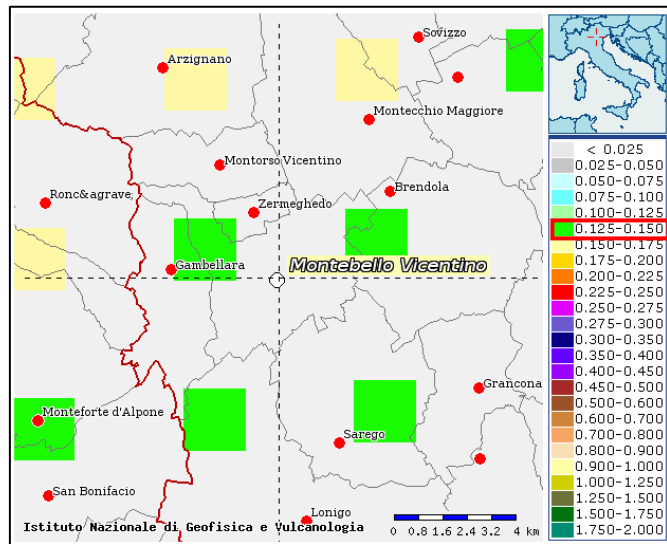 Sovizzo
Arzignano
Montecchio Maggiore
Montorso Vicentino
Ronc&agrave;
Brendola
Zermeghedo
Gambellara
Montebello Vicentino
Grancona
Monteforte d'Alpone
Sarego
San Bonifacio
Lonigo
0 0.8 1.6 2.4 3.2 4 km
Istituto Nazionale di Geofisica e Vulcanologia
< 0.025
0.025-0.050
0.050-0.075
0.075-0.100
0.100-0.125
0.125-0.150
0.150-0.175
0.175-0.200
0.200-0.225
0.225-0.250
0.250-0.275
0.275-0.300
0.300-0.350
0.350-0.400
0.400-0.450
0.450-0.500
0.500-0.600
0.600-0.700
0.700-0.800
0.800-0.900
0.900-1.000
1.000-1.250
1.250-1.500
1.500-1.750
1.750-2.000